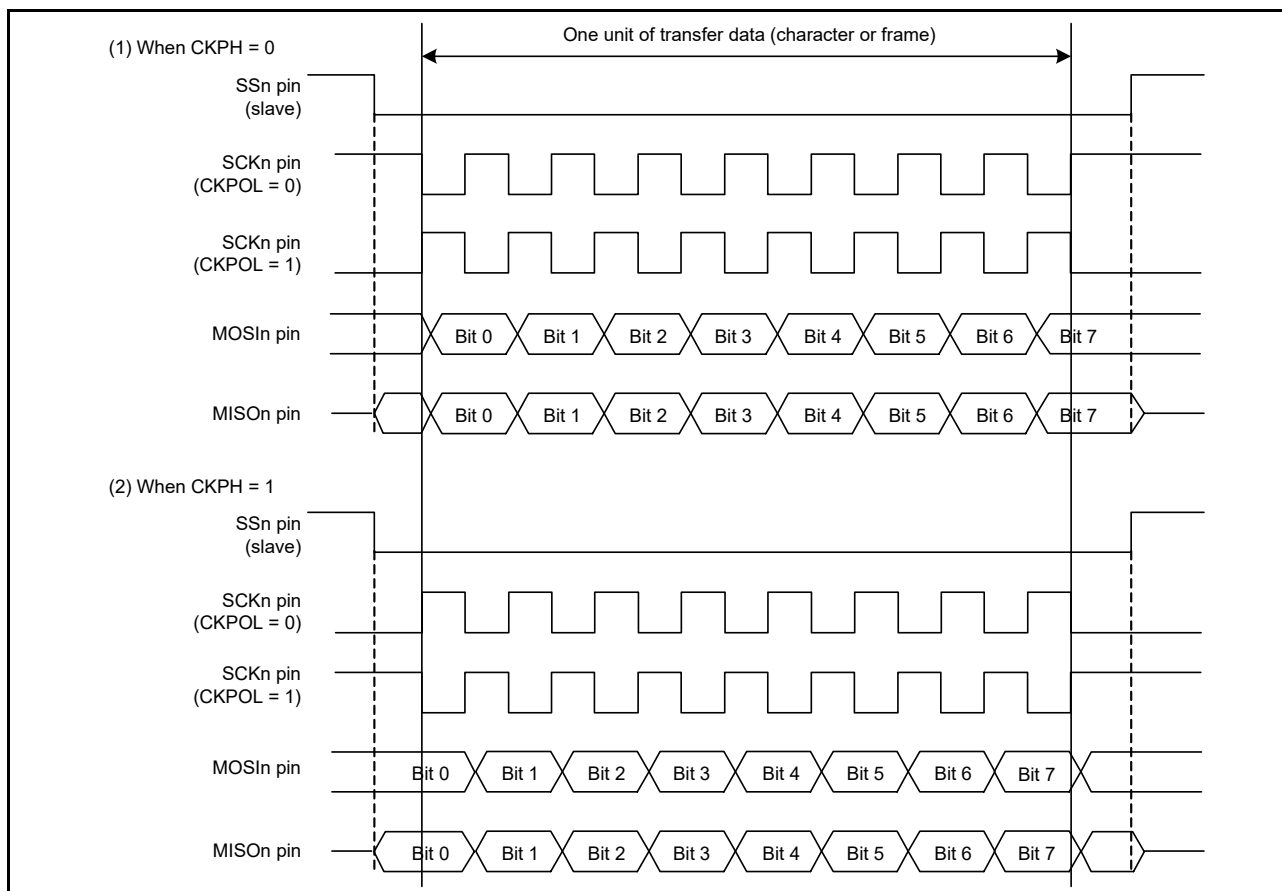 One unit of transfer data (character or frame)
(1) When CKPH = 0
SSn pin
(slave)
SCKn pin
(CKPOL = 0)
SCKn pin
(CKPOL = 1)
MOSIn pin
Bit 0 Bit 1 Bit 2 Bit 3 Bit 4 Bit 5 Bit 6 Bit 7
MISOn pin
Bit 0 Bit 1 Bit 2 Bit 3 Bit 4 Bit 5 Bit 6 Bit 7
(2) When CKPH = 1
SSn pin
(slave)
SCKn pin
(CKPOL = 0)
SCKn pin
(CKPOL = 1)
MOSIn pin
Bit 0 Bit 1 Bit 2 Bit 3 Bit 4 Bit 5 Bit 6 Bit 7
MISOn pin
Bit 0 Bit 1 Bit 2 Bit 3 Bit 4 Bit 5 Bit 6 Bit 7